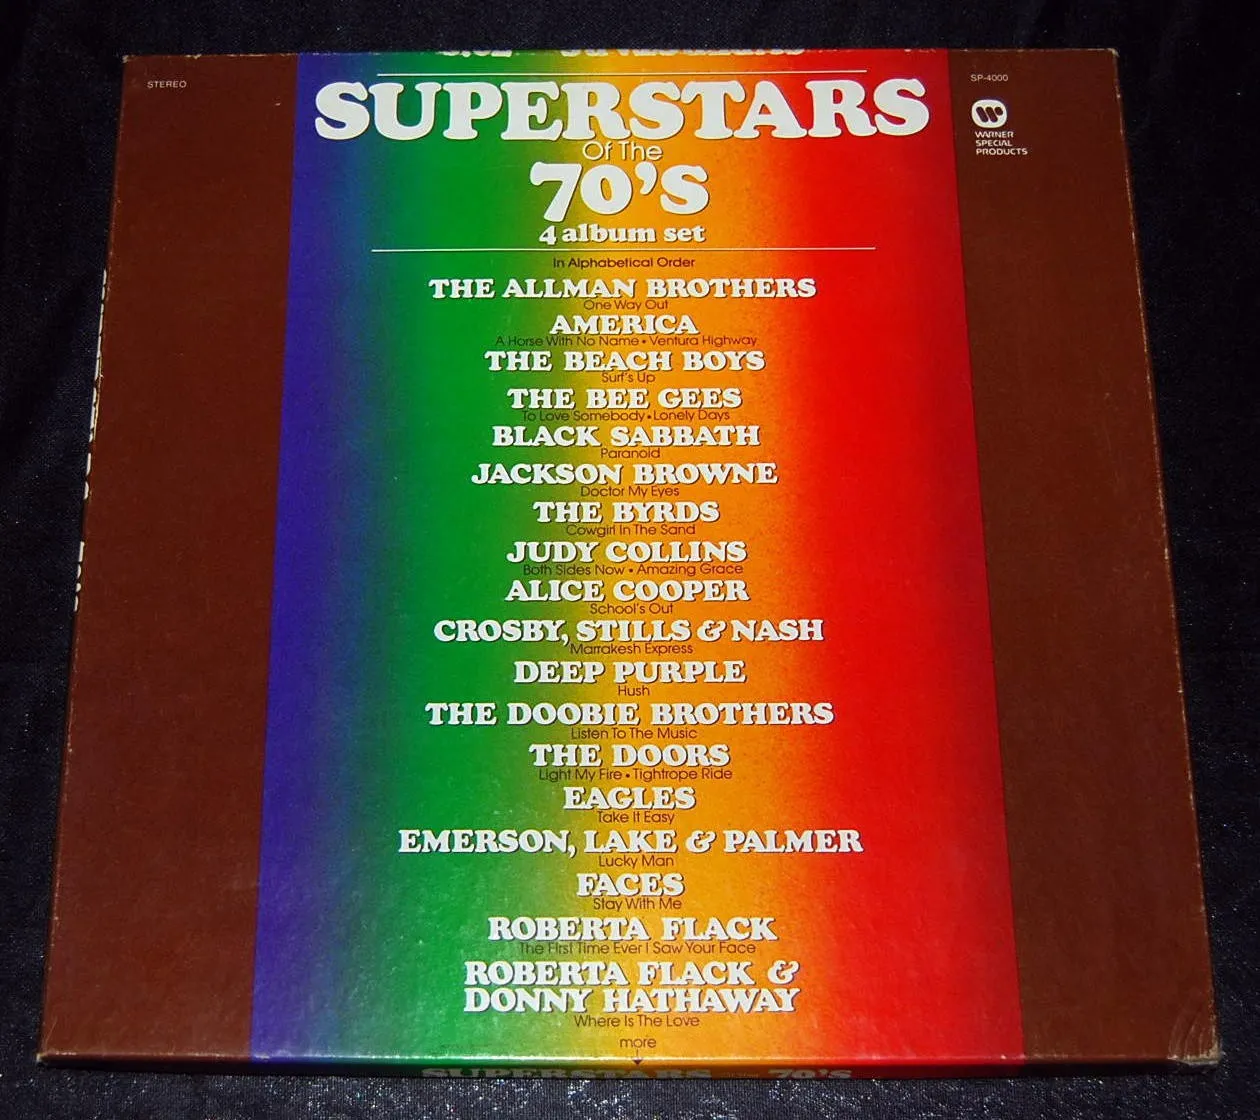 STEREO
SP-4000
SUPERSTARS
Of The
70'S
4 album set
WARNER
SPECIAL
PRODUCTS
In Alphabetical Order
THE ALLMAN BROTHERS
One Way Out
AMERICA
A Horse With No Name • Ventura Highway
THE BEACH BOYS
Surf's Up
THE BEE GEES
To Love Somebody • Lonely Days
BLACK SABBATH
Paranoid
JACKSON BROWNE
Doctor My Eyes
THE BYRDS
Cowgirl In The Sand
JUDY COLLINS
Both Sides Now • Amazing Grace
ALICE COOPER
School's Out
CROSBY, STILLS & NASH
Marrakesh Express
DEEP PURPLE
Hush
THE DOOBIE BROTHERS
Listen To The Music
THE DOORS
Light My Fire • Tightrope Ride
EAGLES
Take It Easy
EMERSON, LAKE & PALMER
Lucky Man
FACES
Stay With Me
ROBERTA FLACK
The First Time Ever I Saw Your Face
ROBERTA FLACK &
DONNY HATHAWAY
Where Is The Love
more
SUPERSTARS 70'S